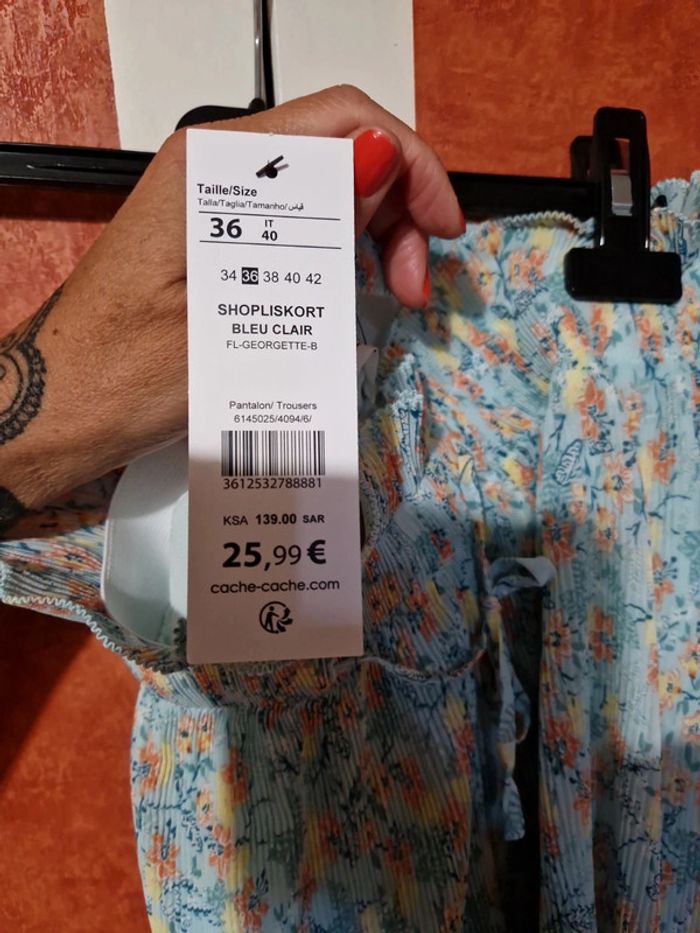 Taille/Size
Talla/Taglia/Tamanho/قياس
36 IT 40
34 36 38 40 42
SHOPLISKORT
BLEU CLAIR
FL-GEORGETTE-B
Pantalon/ Trousers
6145025/4094/6/
3612532788881
KSA 139.00 SAR
25,99 €
cache-cache.com